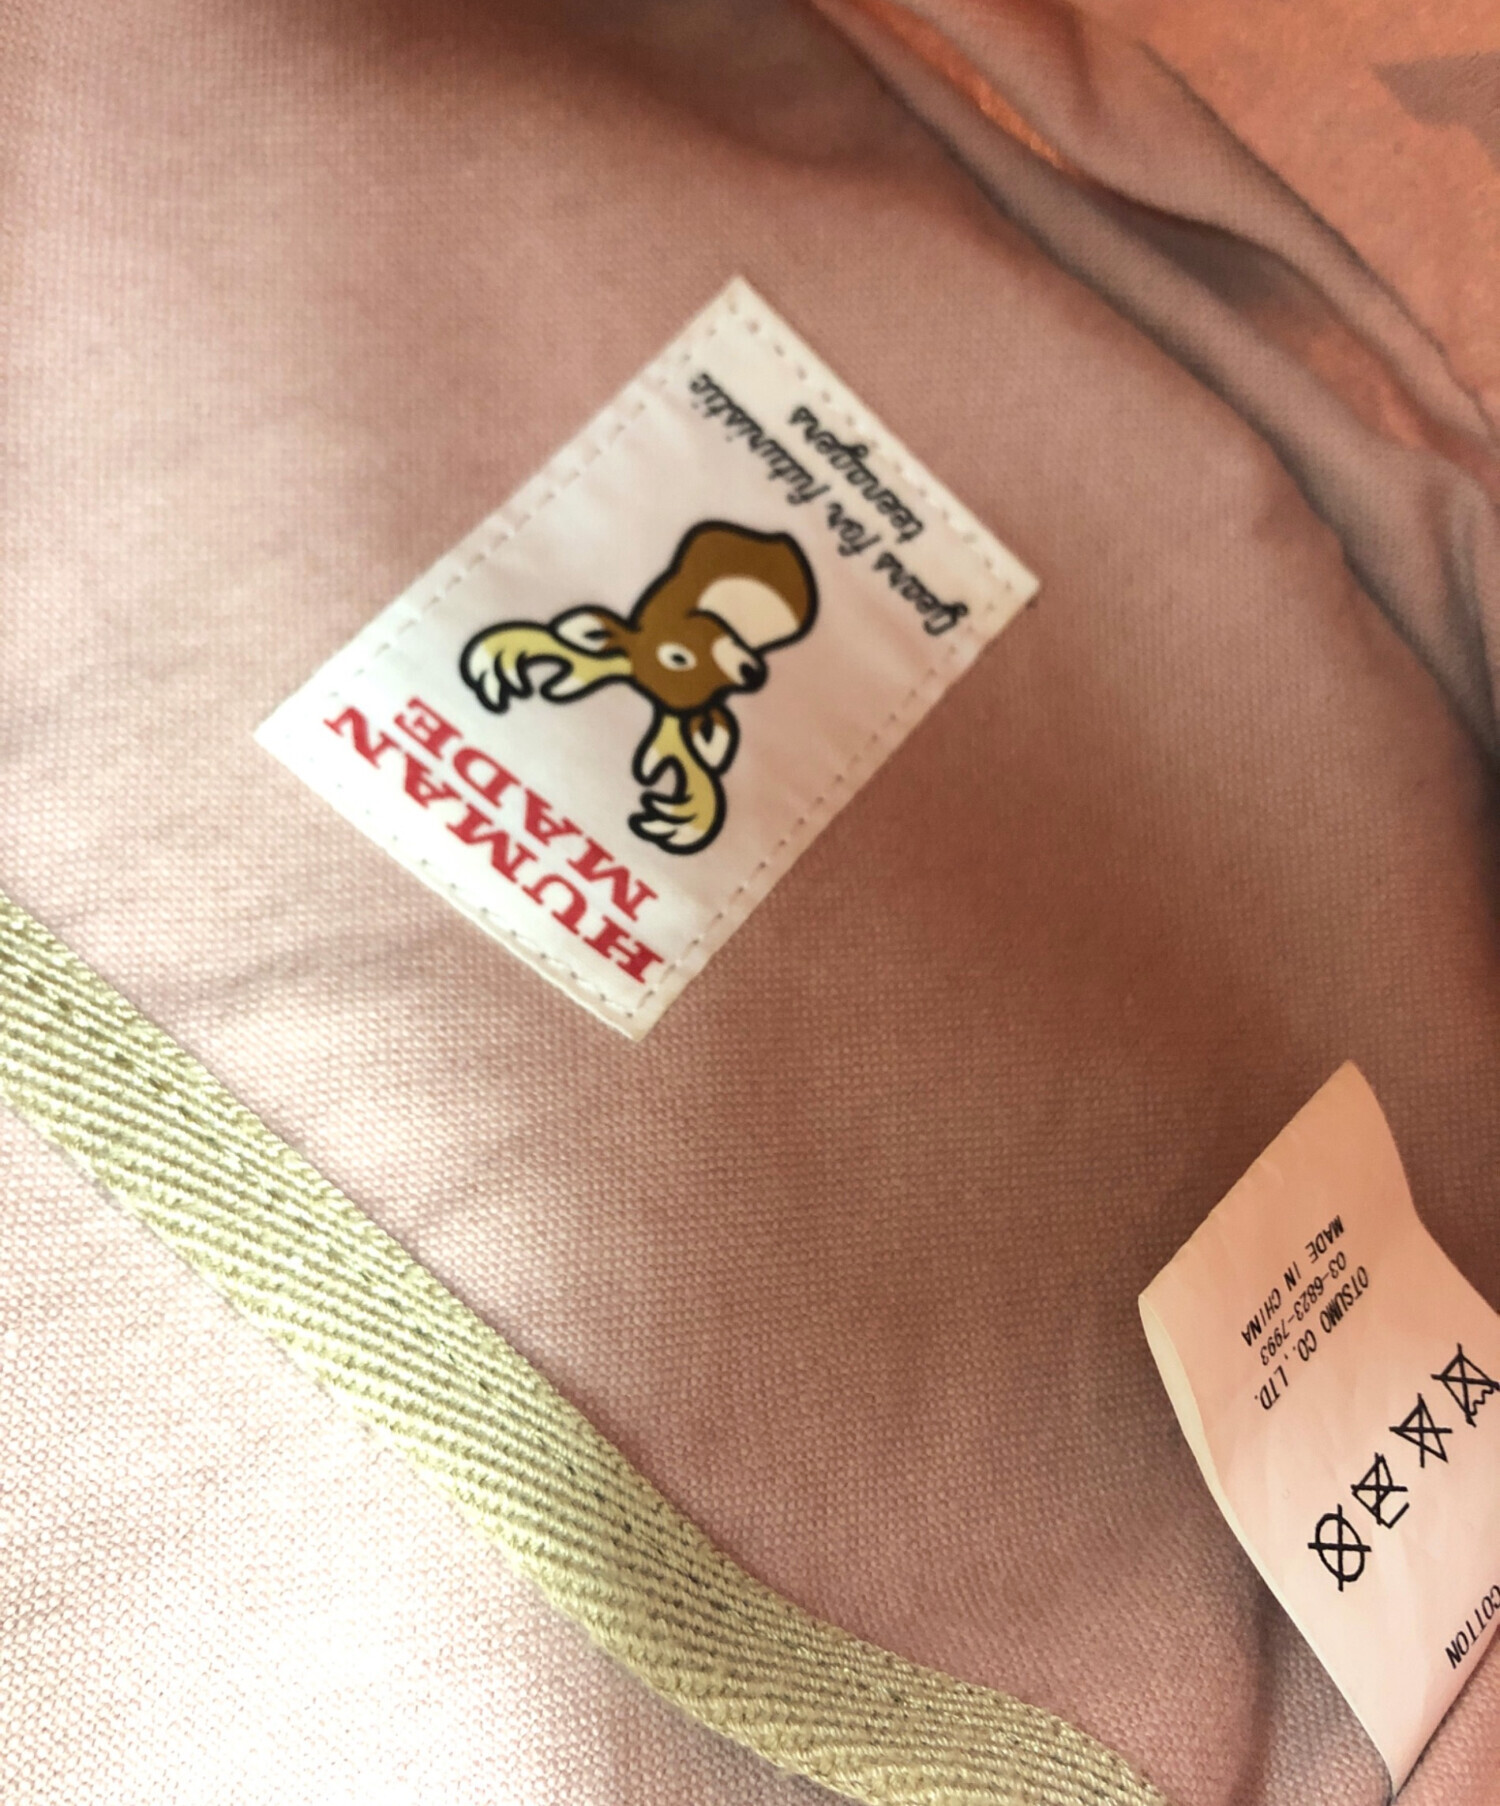 HUMAN
MADE
Gears for futuristic
teenagers
COTTON
OTSUMO CO., LTD.
03-6823-7993
MADE IN CHINA